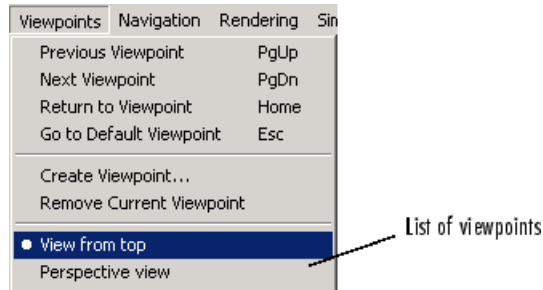 Viewpoints Navigation Rendering Sin
Previous Viewpoint PgUp
Next Viewpoint PgDn
Return to Viewpoint Home
Go to Default Viewpoint Esc
Create Viewpoint...
Remove Current Viewpoint
View from top
Perspective view
List of viewpoints